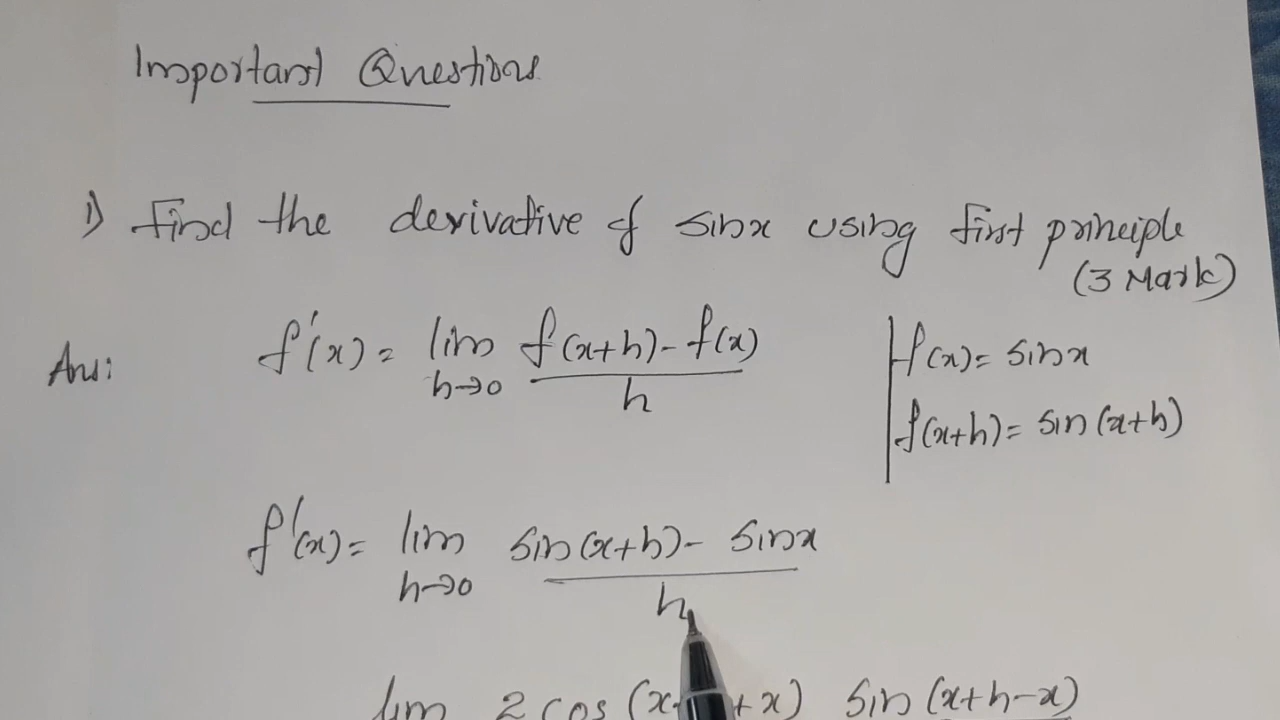 Important Questions
1) Find the derivative of sinx using first principle
(3 Mark)
Ans: f'(x) = lim f(x+h) - f(x) | f(x) = sinx
h→0 h
f(x+h) = sin(x+h)
f'(x) = lim sin(x+h) - sinx
h→0 h
lim 2 cos (x +x) sin (x+h-x)